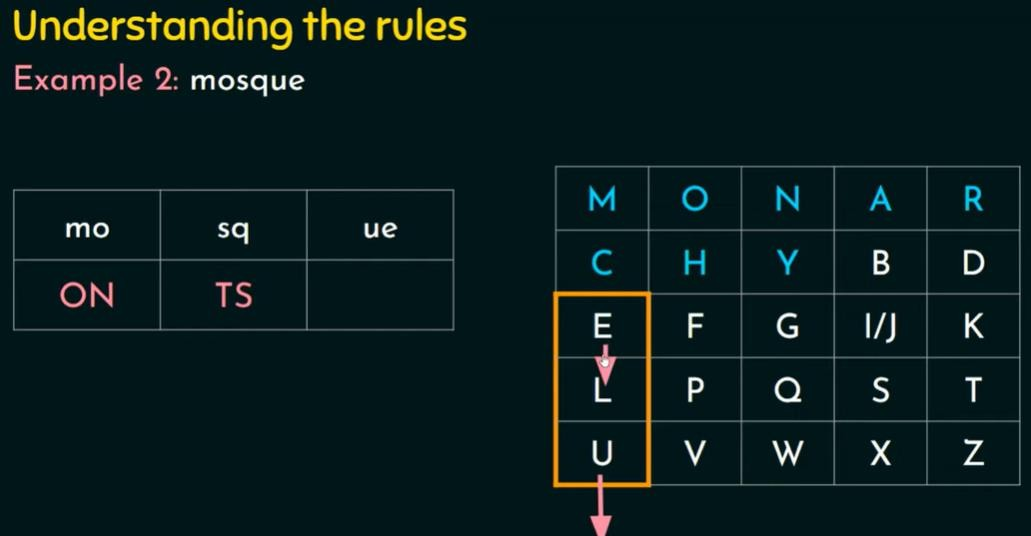 Understanding the rules
Example 2: mosque
mo sq ue
ON TS
M O N A R
C H Y B D
E F G I/J K
L P Q S T
U V W X Z